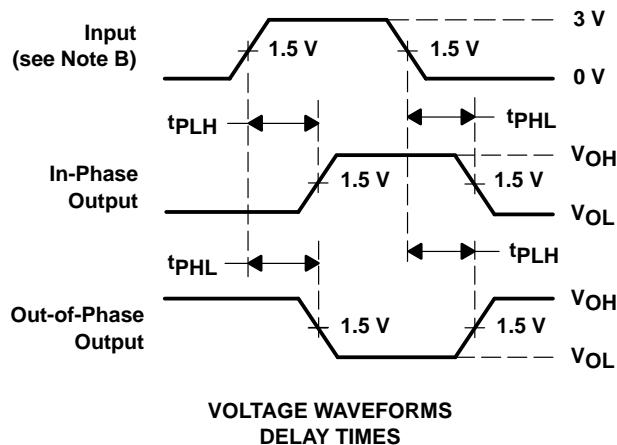 Input
(see Note B)
1.5 V
1.5 V
3 V
0 V
tPLH
tPHL
In-Phase
Output
1.5 V
1.5 V
VOH
VOL
tPHL
tPLH
Out-of-Phase
Output
1.5 V
1.5 V
VOH
VOL
VOLTAGE WAVEFORMS
DELAY TIMES